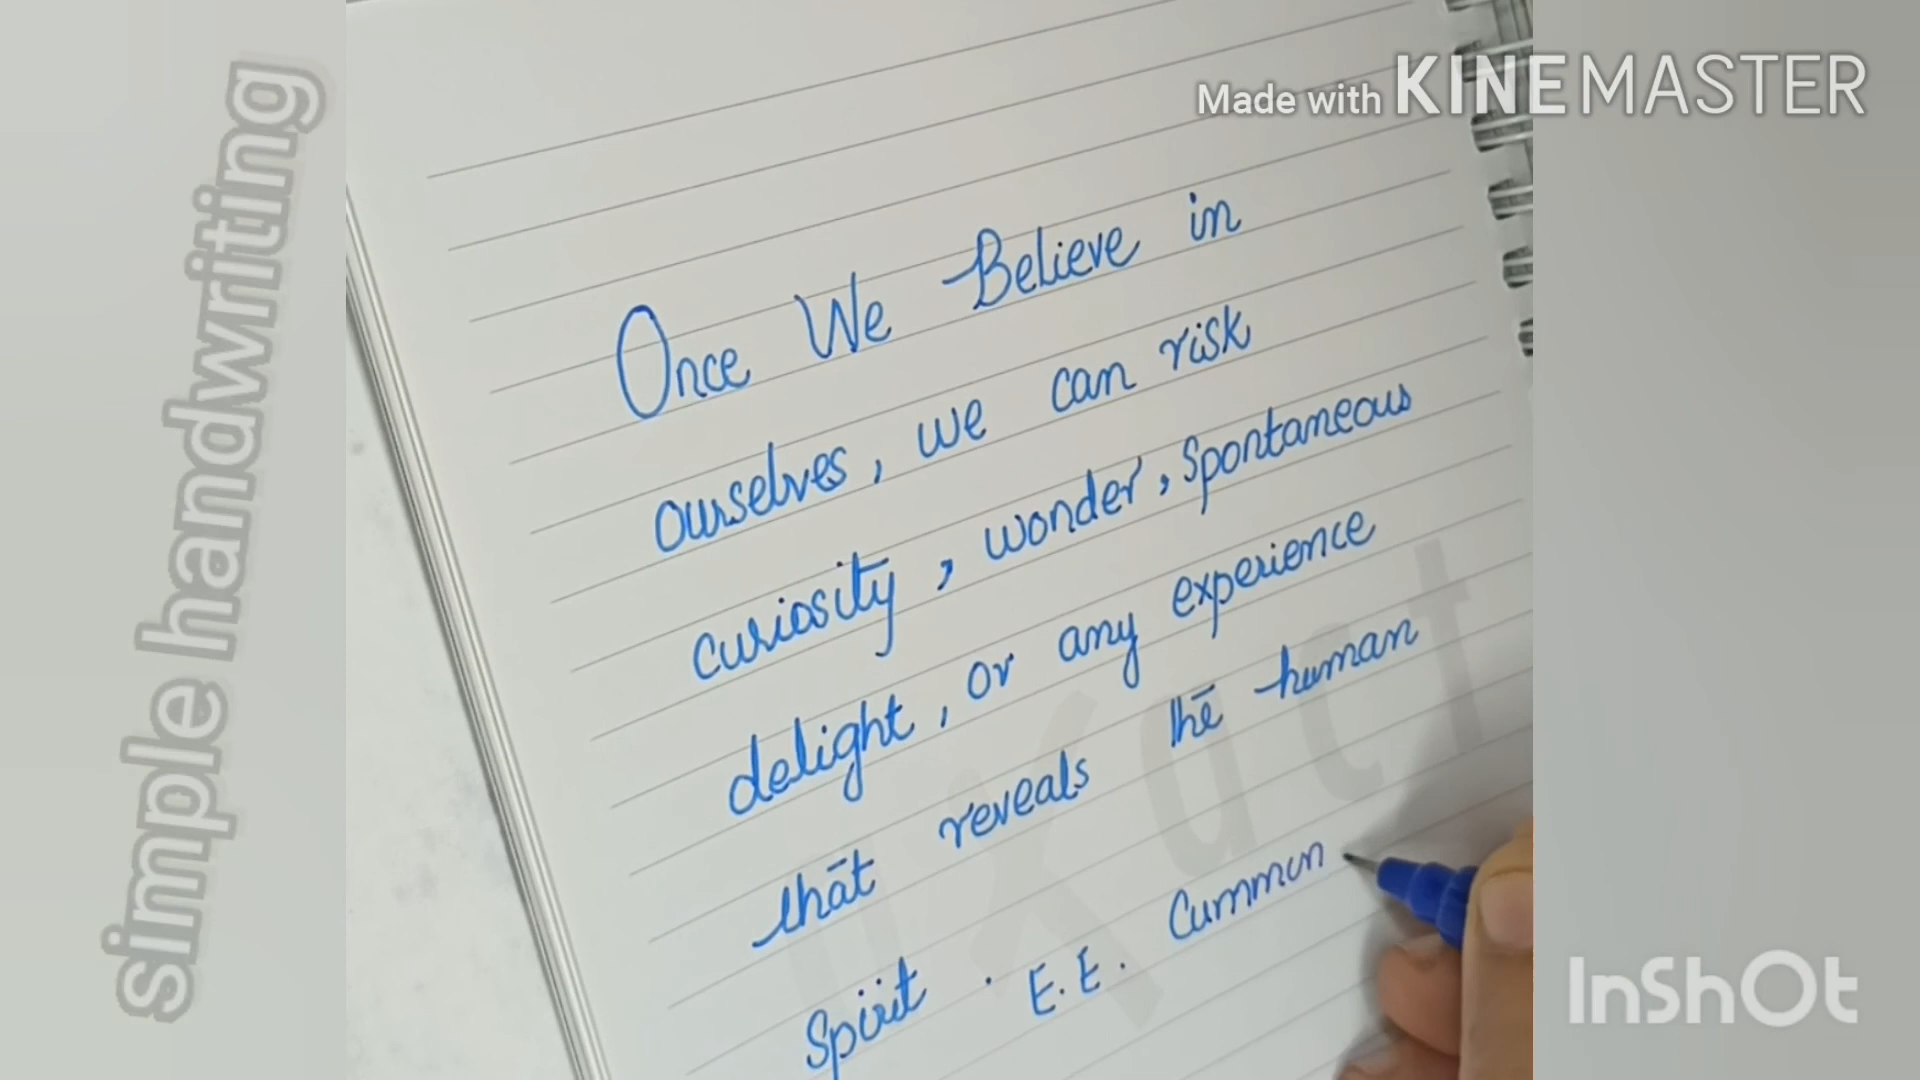 simple handwriting
Made with KINEMASTER
Once We Believe in
ourselves, we can risk
curiosity, wonder, spontaneous
delight, or any experience
that reveals the human
spirit. E.E. Cummin
InShOt